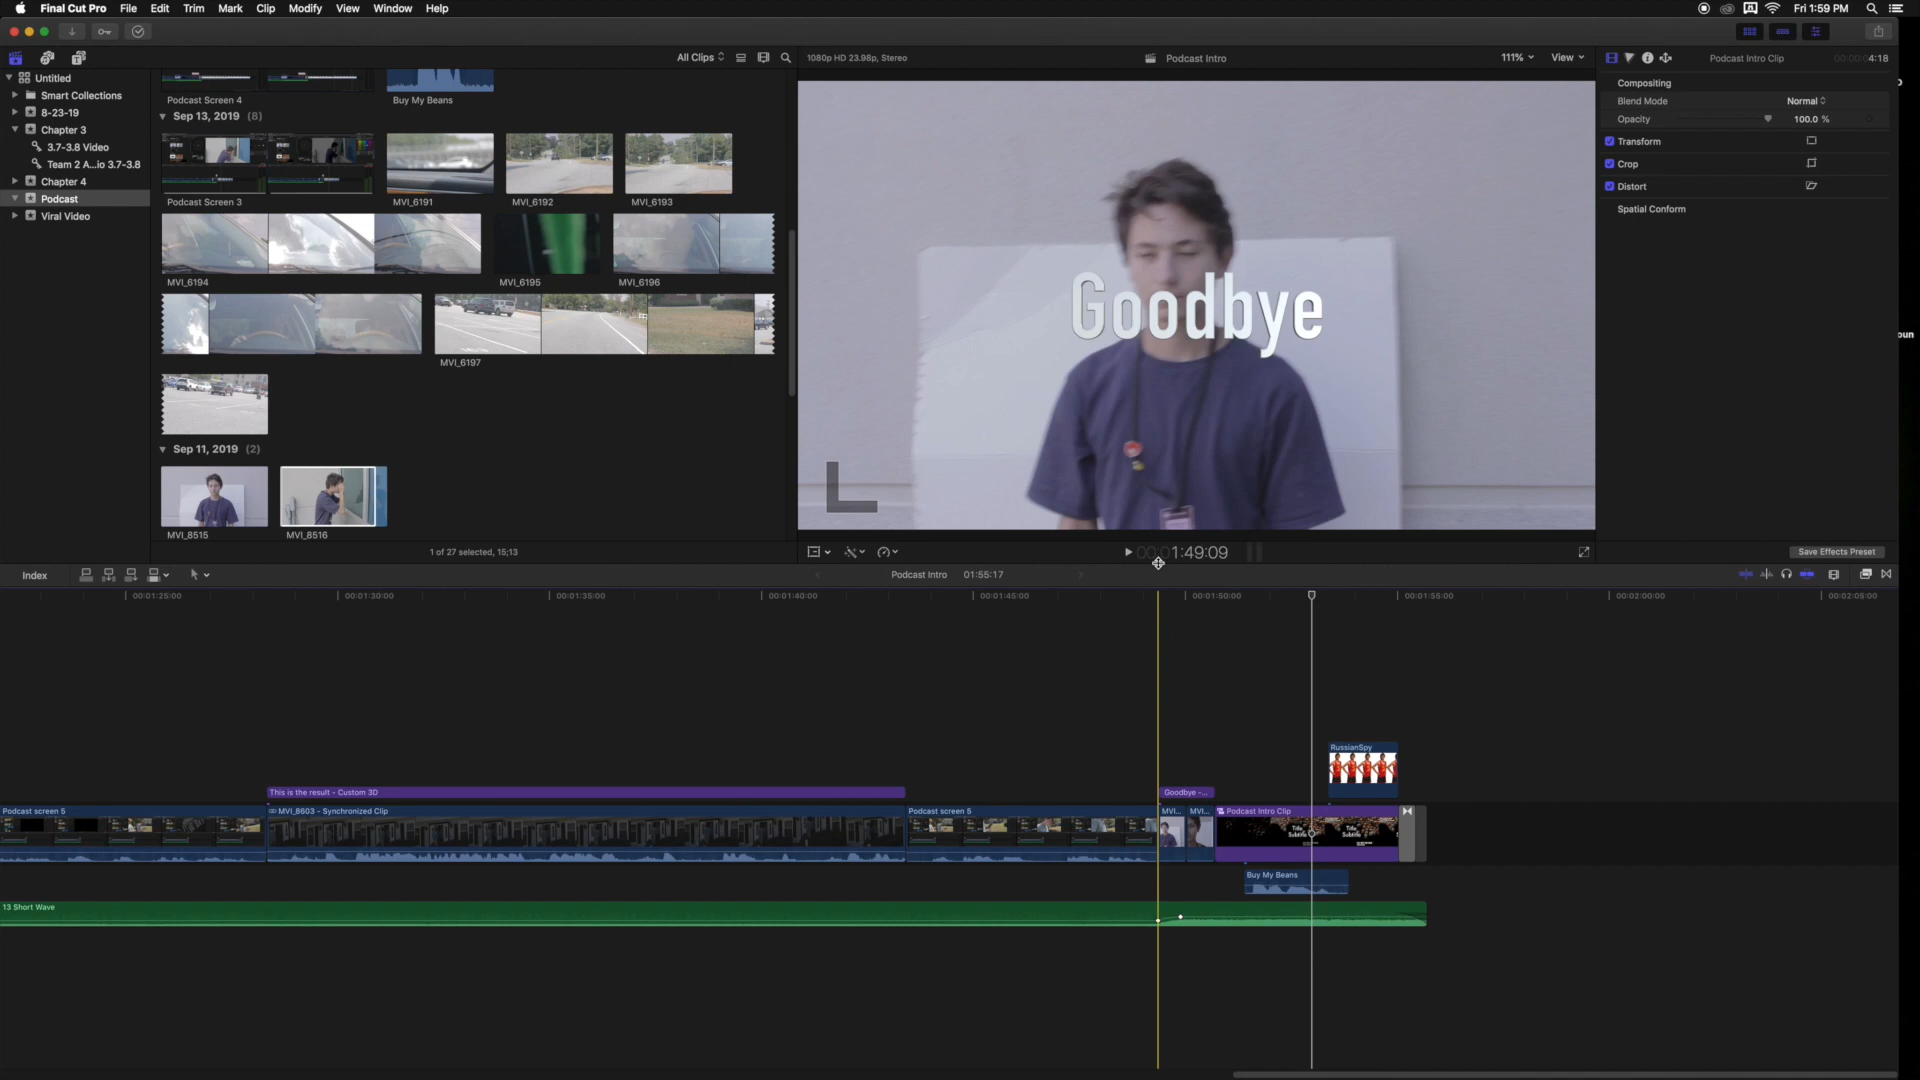 Final Cut Pro File Edit Trim Mark Clip Modify View Window Help Fri 1:59 PM
All Clips 1080p HD 23.98p, Stereo Podcast Intro 111% View Podcast Intro Clip 4:18
Untitled
Smart Collections
8-23-19
Chapter 3
3.7-3.8 Video
Team 2 A...io 3.7-3.8
Chapter 4
Podcast
Viral Video
Podcast Screen 4 Buy My Beans
Sep 13, 2019 (8)
Podcast Screen 3 MVI_6191 MVI_6192 MVI_6193
MVI_6194 MVI_6195 MVI_6196
MVI_6197
Sep 11, 2019 (2)
MVI_8515 MVI_8516
1 of 27 selected, 15;13
Goodbye
00:00:1:49:09
Compositing
Blend Mode Normal
Opacity 100.0 %
Transform
Crop
Distort
Spatial Conform
Save Effects Preset
oun
Index Podcast Intro 01:55:17
00:01:25:00 00:01:30:00 00:01:35:00 00:01:40:00 00:01:45:00 00:01:50:00 00:01:55:00 00:02:00:00 00:02:05:00
RussianSpy
This is the result - Custom 3D Goodbye -...
Podcast screen 5 MVI_8603 - Synchronized Clip Podcast screen 5 MVI... MVI... Podcast Intro Clip
Title Title
Subtitle Subtitle
Buy My Beans
13 Short Wave